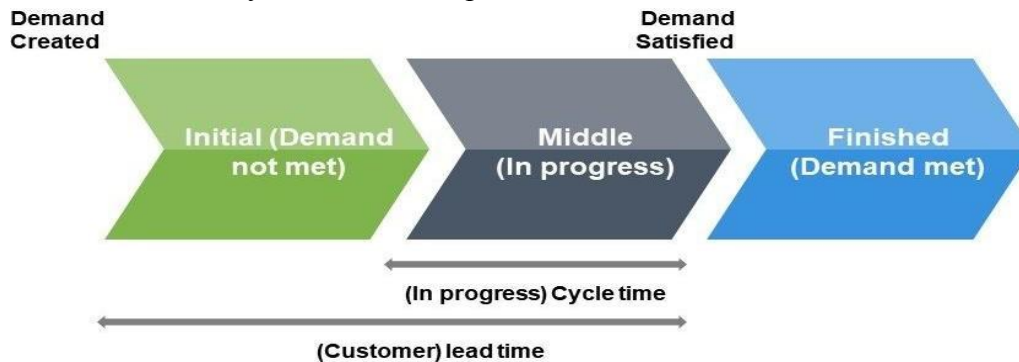 Demand
Created
Demand
Satisfied
Initial (Demand
not met)
Middle
(In progress)
Finished
(Demand met)
(In progress) Cycle time
(Customer) lead time